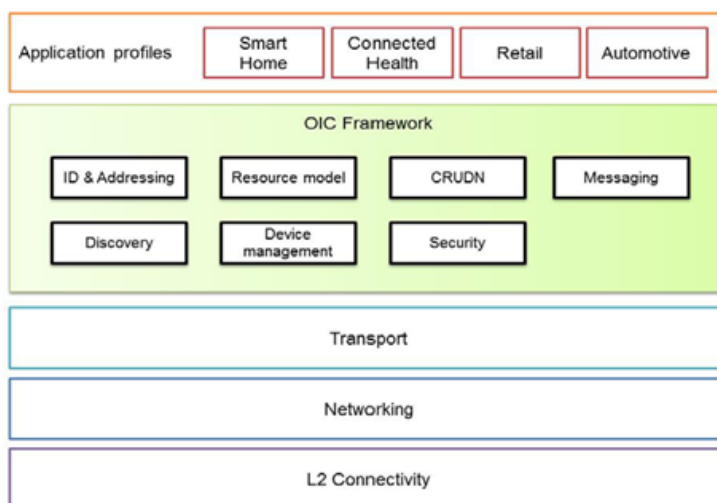 Application profiles
Smart
Home
Connected
Health
Retail
Automotive
OIC Framework
ID & Addressing
Resource model
CRUDN
Messaging
Discovery
Device
management
Security
Transport
Networking
L2 Connectivity